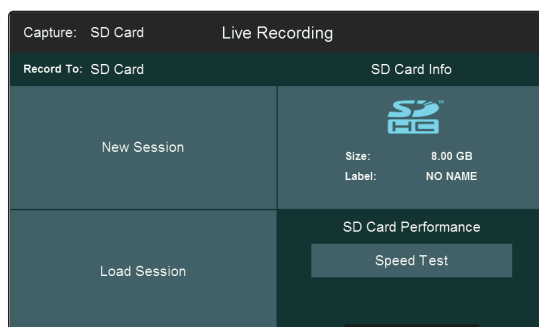 Capture: SD Card Live Recording
Record To: SD Card
SD Card Info
New Session
SD HC
Size: 8.00 GB
Label: NO NAME
Load Session
SD Card Performance
Speed Test